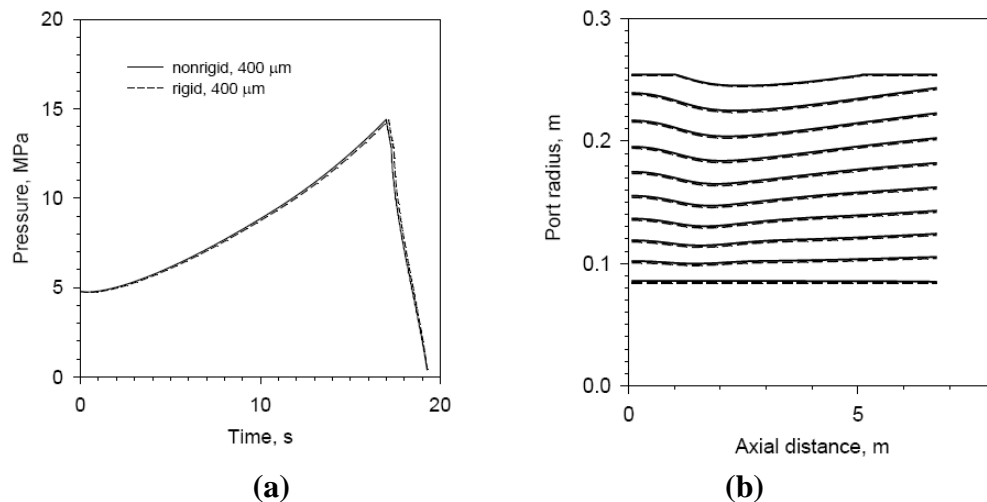 20
15
10
5
0
0
10
20
Pressure, MPa
Time, s
nonrigid, 400 μm
rigid, 400 μm
(a)
0.3
0.2
0.1
0.0
0
5
Port radius, m
Axial distance, m
(b)